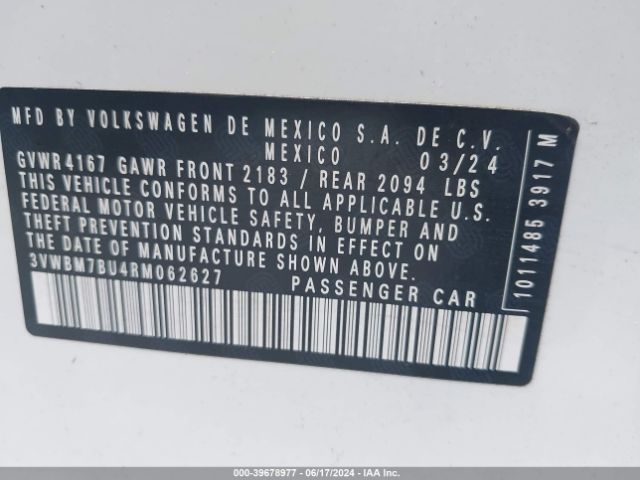 MFD BY VOLKSWAGEN DE MEXICO S.A. DE C.V.
MEXICO 03/24
GVWR4167 GAWR FRONT 2183 / REAR 2094 LBS
THIS VEHICLE CONFORMS TO ALL APPLICABLE U.S.
FEDERAL MOTOR VEHICLE SAFETY, BUMPER AND
THEFT PREVENTION STANDARDS IN EFFECT ON
THE DATE OF MANUFACTURE SHOWN ABOVE.
3VWBM7BU4RM062627 PASSENGER CAR
1011485 3917 M
000-39678977 - 06/17/2024 - IAA Inc.